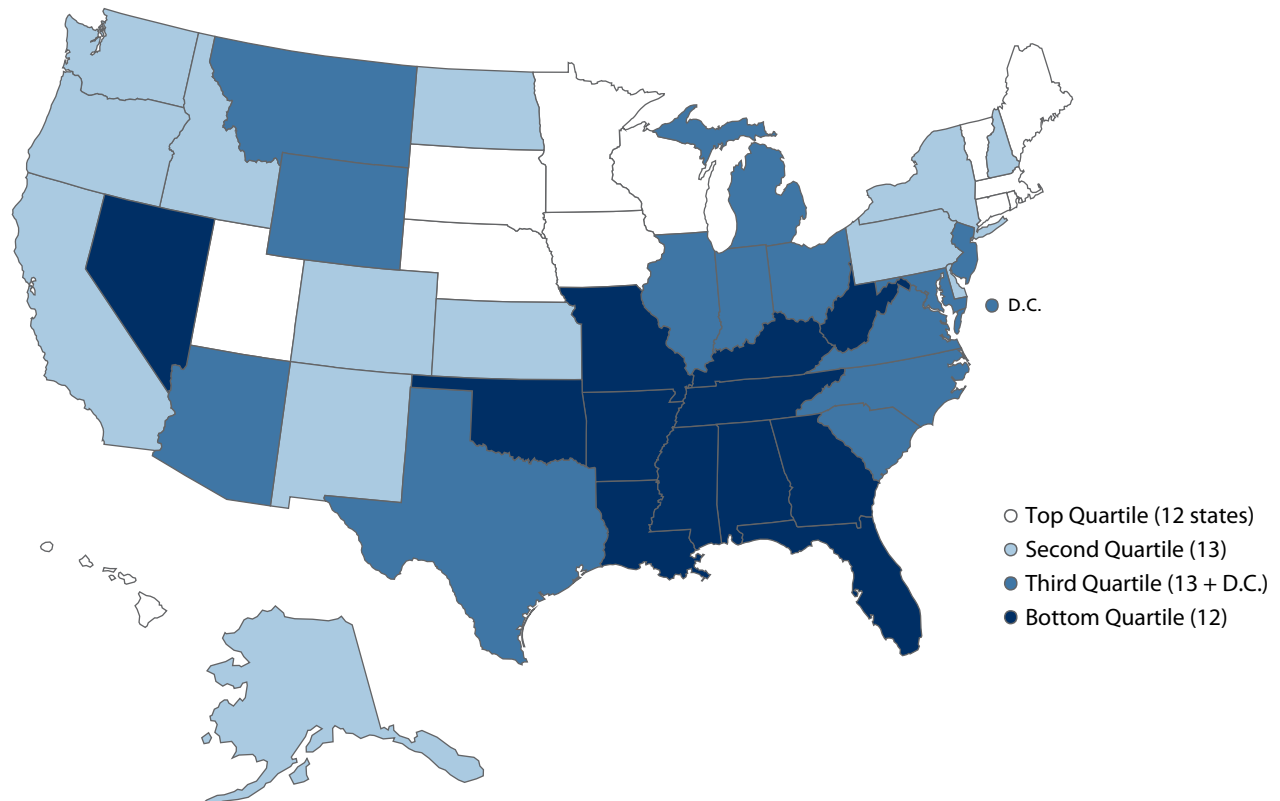 D.C.
Top Quartile (12 states)
Second Quartile (13)
Third Quartile (13 + D.C.)
Bottom Quartile (12)